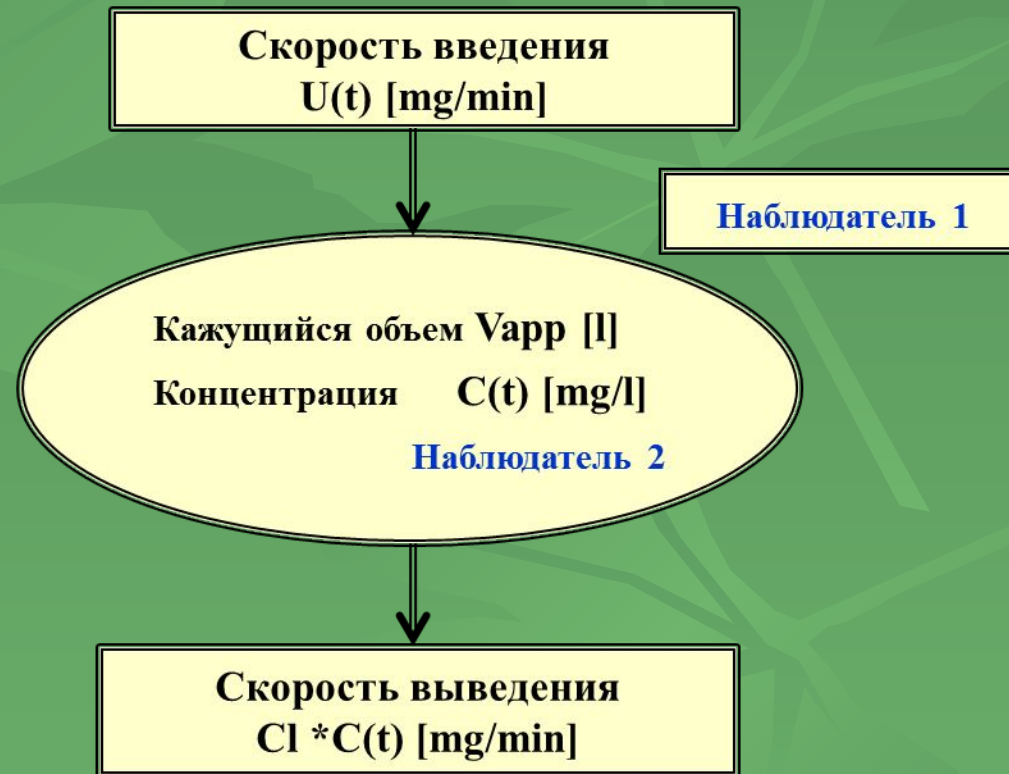 Скорость введения
U(t) [mg/min]
Наблюдатель 1
Кажущийся объем Vapp [l]
Концентрация C(t) [mg/l]
Наблюдатель 2
Скорость выведения
Cl *C(t) [mg/min]